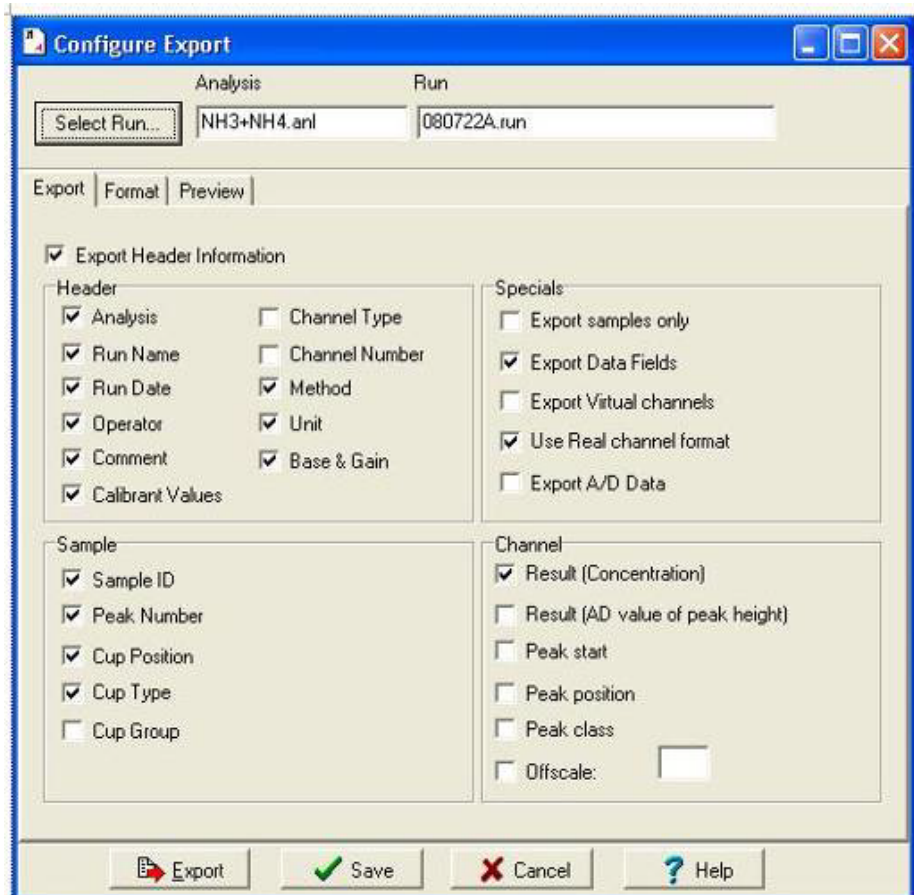 Configure Export
Analysis Run
Select Run... NH3+NH4.anl 080722A.run
Export Format Preview
Export Header Information
Header
Analysis Channel Type
Run Name Channel Number
Run Date Method
Operator Unit
Comment Base & Gain
Calibrant Values
Specials
Export samples only
Export Data Fields
Export Virtual channels
Use Real channel format
Export A/D Data
Sample
Sample ID
Peak Number
Cup Position
Cup Type
Cup Group
Channel
Result (Concentration)
Result (AD value of peak height)
Peak start
Peak position
Peak class
Offscale:
Export Save Cancel ? Help